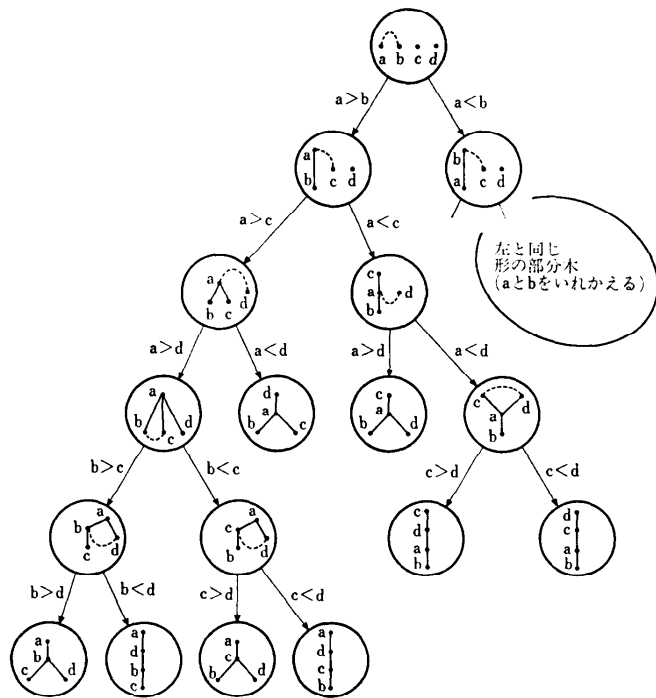 a b c d
a>b a<b
a
b c d
b
a c d
a>c a<c
左と同じ
形の部分木
(aとbをいれかえる)
a
b c d
c
a d
b
a>d a<d a>d a<d
a
b c d
d
a
b c
c
a
b d
c d
a
b
b>c b<c c>d c<d
a
b
c d
a
c
b d
c
d
a
b
d
c
a
b
b>d b<d c>d c<d
a
b
c d
a
d
b
c
a
c
b d
a
d
c
b